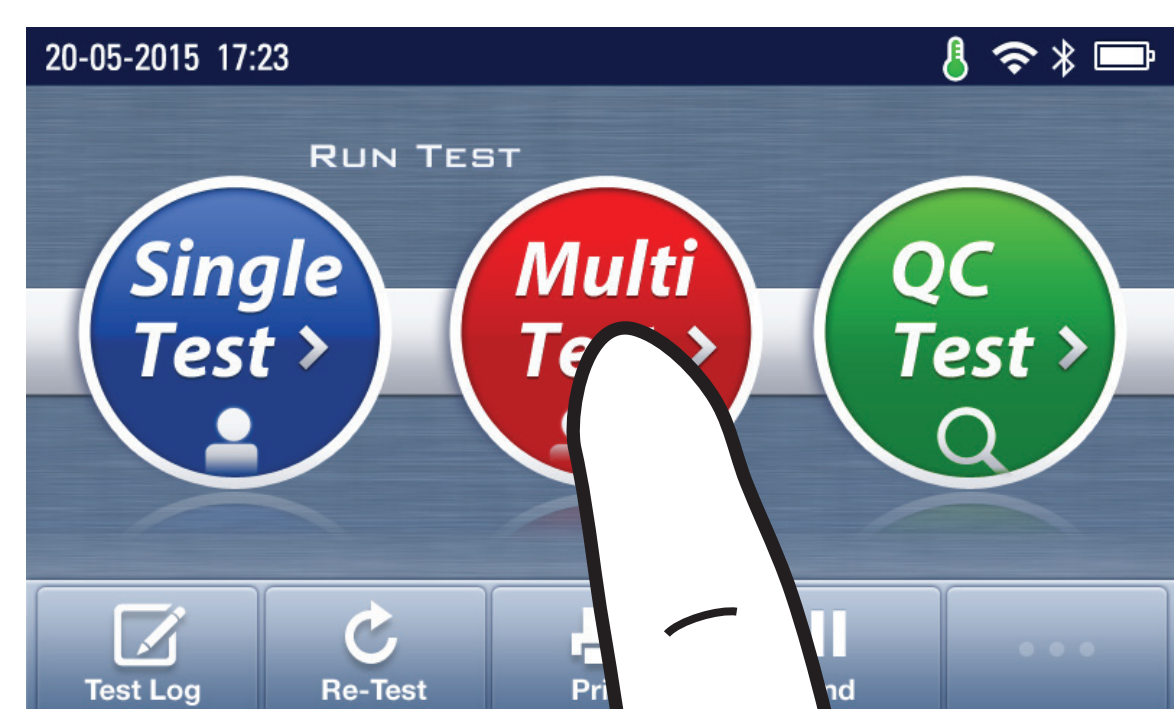 20-05-2015 17:23
RUN TEST
Single
Test
Multi
QC
Test
Test Log
Re-Test